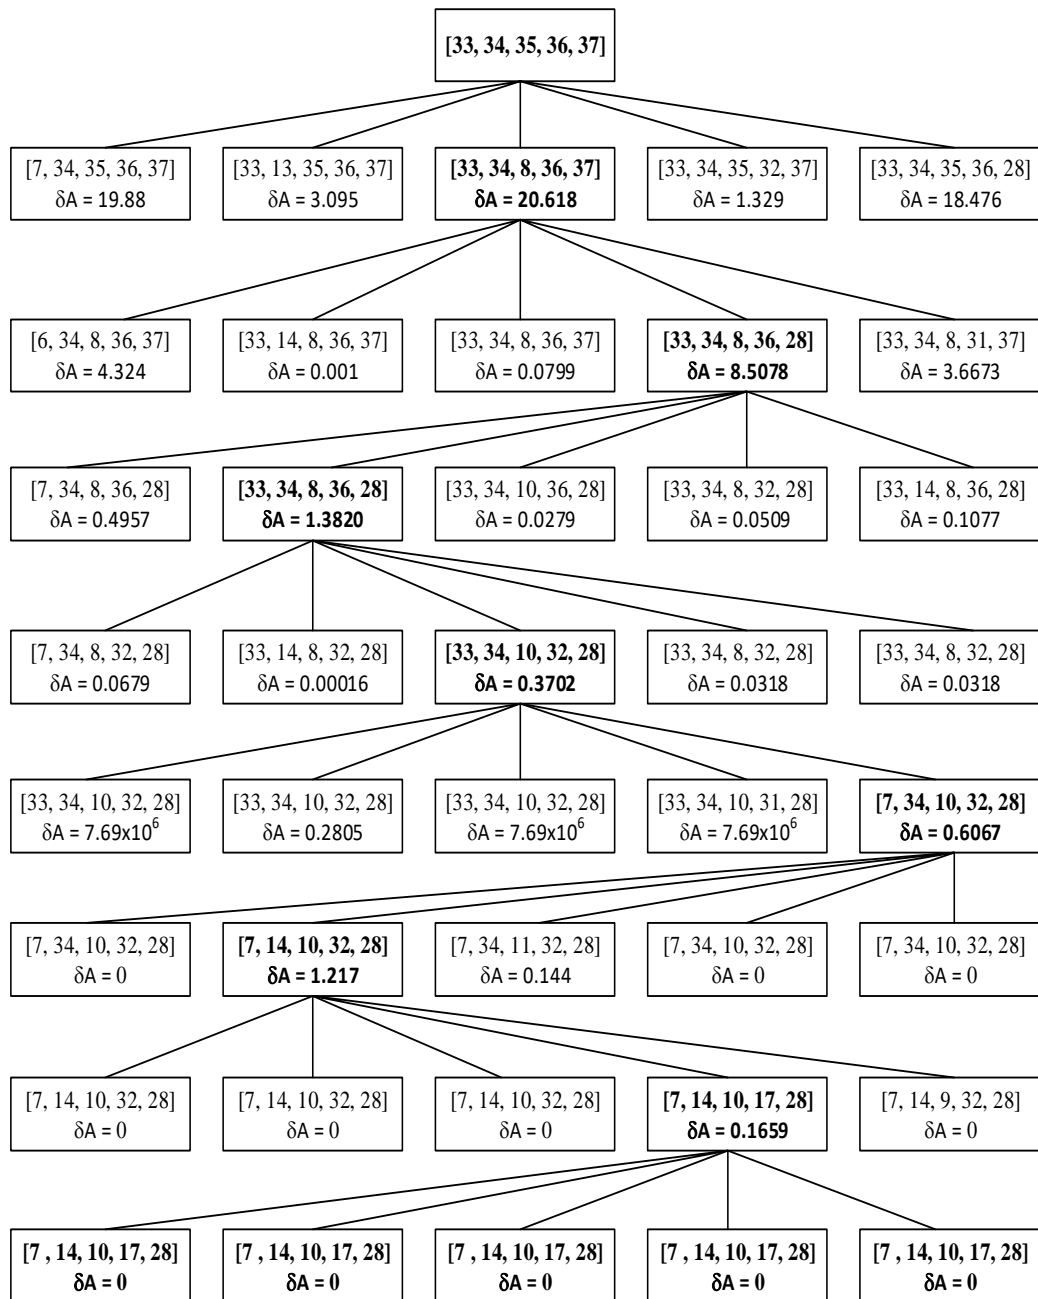 [33, 34, 35, 36, 37]
[7, 34, 35, 36, 37]
δA = 19.88
[33, 13, 35, 36, 37]
δA = 3.095
[33, 34, 8, 36, 37]
δA = 20.618
[33, 34, 35, 32, 37]
δA = 1.329
[33, 34, 35, 36, 28]
δA = 18.476
[6, 34, 8, 36, 37]
δA = 4.324
[33, 14, 8, 36, 37]
δA = 0.001
[33, 34, 8, 36, 37]
δA = 0.0799
[33, 34, 8, 36, 28]
δA = 8.5078
[33, 34, 8, 31, 37]
δA = 3.6673
[7, 34, 8, 36, 28]
δA = 0.4957
[33, 34, 8, 36, 28]
δA = 1.3820
[33, 34, 10, 36, 28]
δA = 0.0279
[33, 34, 8, 32, 28]
δA = 0.0509
[33, 14, 8, 36, 28]
δA = 0.1077
[7, 34, 8, 32, 28]
δA = 0.0679
[33, 14, 8, 32, 28]
δA = 0.00016
[33, 34, 10, 32, 28]
δA = 0.3702
[33, 34, 8, 32, 28]
δA = 0.0318
[33, 34, 8, 32, 28]
δA = 0.0318
[33, 34, 10, 32, 28]
δA = 7.69x10⁶
[33, 34, 10, 32, 28]
δA = 0.2805
[33, 34, 10, 32, 28]
δA = 7.69x10⁶
[33, 34, 10, 31, 28]
δA = 7.69x10⁶
[7, 34, 10, 32, 28]
δA = 0.6067
[7, 34, 10, 32, 28]
δA = 0
[7, 14, 10, 32, 28]
δA = 1.217
[7, 34, 11, 32, 28]
δA = 0.144
[7, 34, 10, 32, 28]
δA = 0
[7, 34, 10, 32, 28]
δA = 0
[7, 14, 10, 32, 28]
δA = 0
[7, 14, 10, 32, 28]
δA = 0
[7, 14, 10, 32, 28]
δA = 0
[7, 14, 10, 17, 28]
δA = 0.1659
[7, 14, 9, 32, 28]
δA = 0
[7 , 14, 10, 17, 28]
δA = 0
[7 , 14, 10, 17, 28]
δA = 0
[7 , 14, 10, 17, 28]
δA = 0
[7 , 14, 10, 17, 28]
δA = 0
[7 , 14, 10, 17, 28]
δA = 0